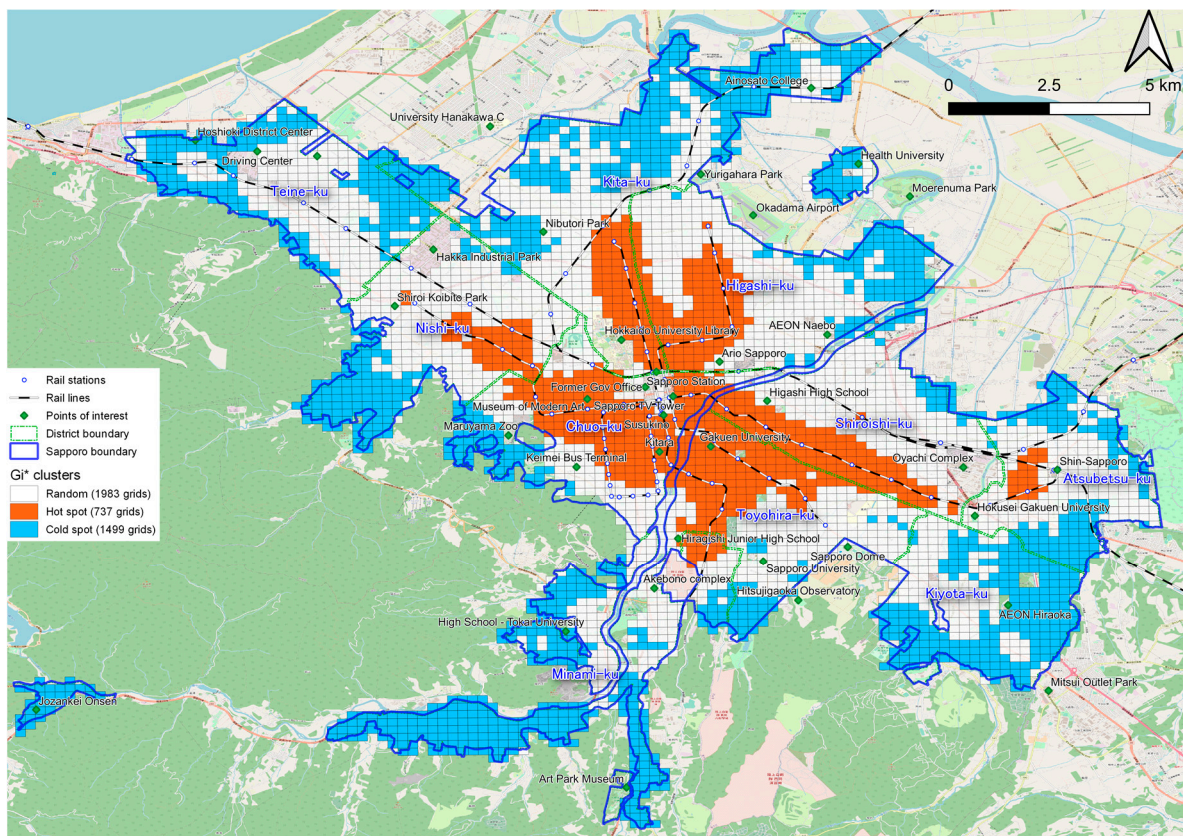 0 2.5 5 km
Ainosato College
University Hanakawa C
Hoshioki District Center
Driving Center
Health University
Teine-ku
Kita-ku
Yurigahara Park
Moerenuma Park
Okadama Airport
Nibutori Park
Hakka Industrial Park
Higashi-ku
Shiroi Koibito Park
Nishi-ku
Hokkaido University Library
AEON Naebo
Ario Sapporo
Rail stations
Rail lines
Points of interest
District boundary
Sapporo boundary
Gi* clusters
Random (1983 grids)
Hot spot (737 grids)
Cold spot (1499 grids)
Former Gov Office
Sapporo Station
Museum of Modern Art
Sapporo TV Tower
Higashi High School
Susukino
Chuo-ku
Maruyama Zoo
Shiroishi-ku
Kitara
Gakuen University
Keimei Bus Terminal
Oyachi Complex
Shin-Sapporo
Atsubetsu-ku
Hokusei Gakuen University
Toyohira-ku
Hiragishi Junior High School
Sapporo Dome
Sapporo University
Akebono complex
Hitsujigaoka Observatory
Kiyota-ku
AEON Hiraoka
High School - Tokai University
Minami-ku
Mitsui Outlet Park
Jozankei Onsen
Art Park Museum